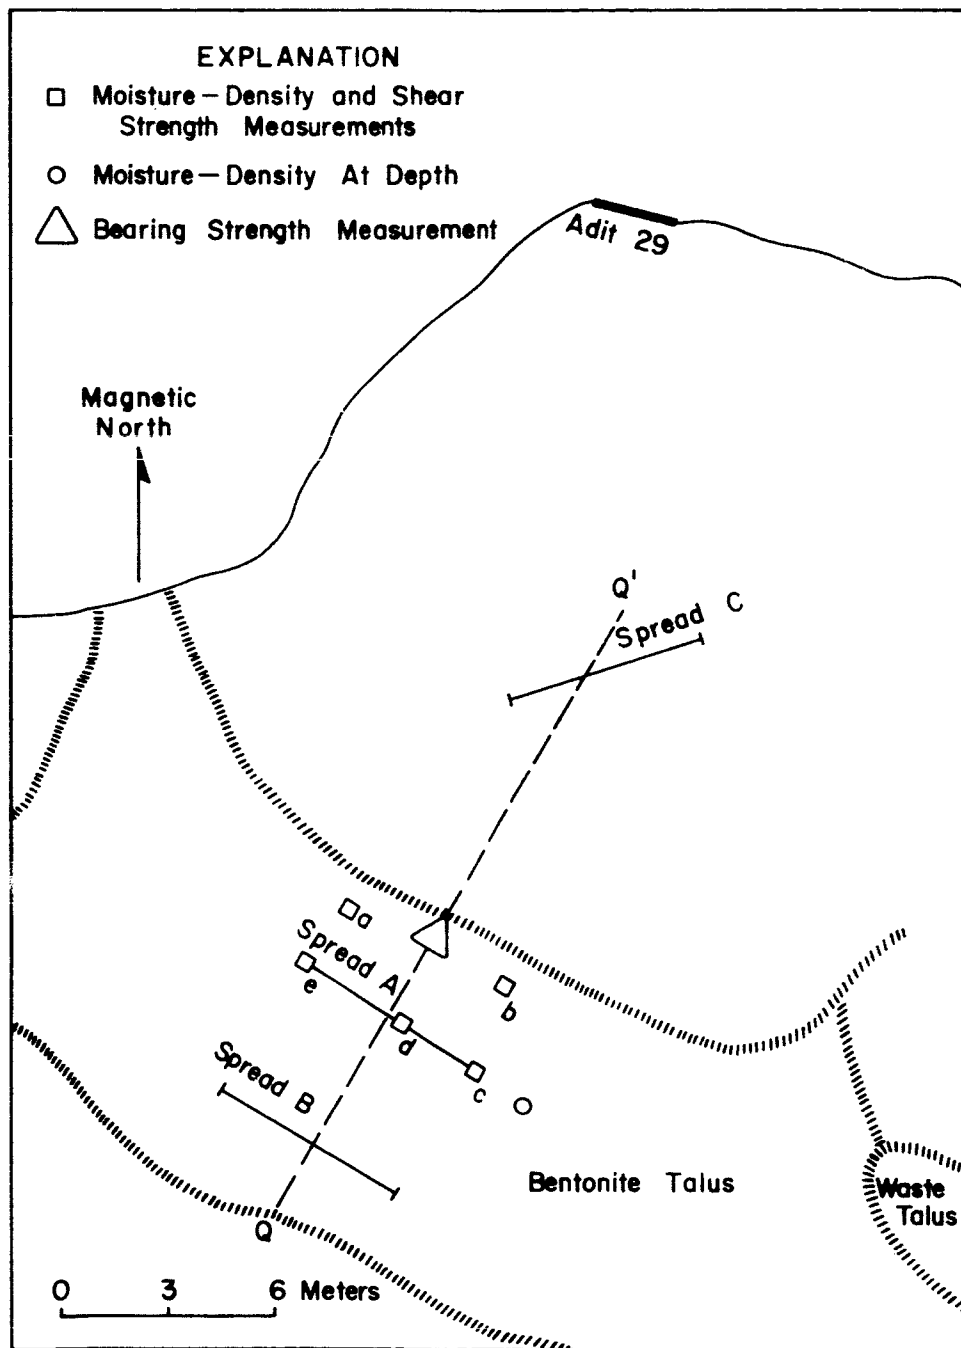 EXPLANATION
Moisture – Density and Shear
Strength Measurements
Moisture – Density At Depth
Bearing Strength Measurement
Adit 29
Magnetic
North
Q'
Spread C
a
Spread A
e
b
d
c
Spread B
Bentonite Talus
Waste
Talus
Q
0 3 6 Meters